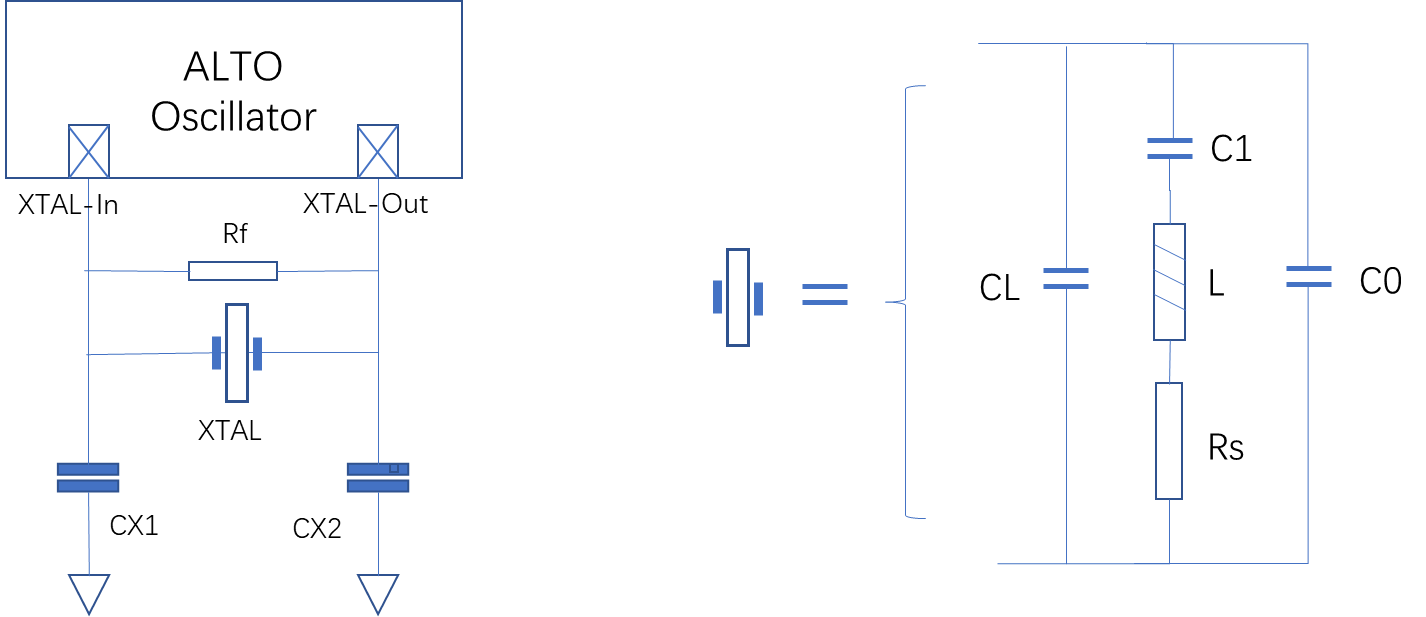 ALTO
Oscillator
XTAL-In
XTAL-Out
Rf
XTAL
CX1
CX2
C1
CL
L
C0
Rs